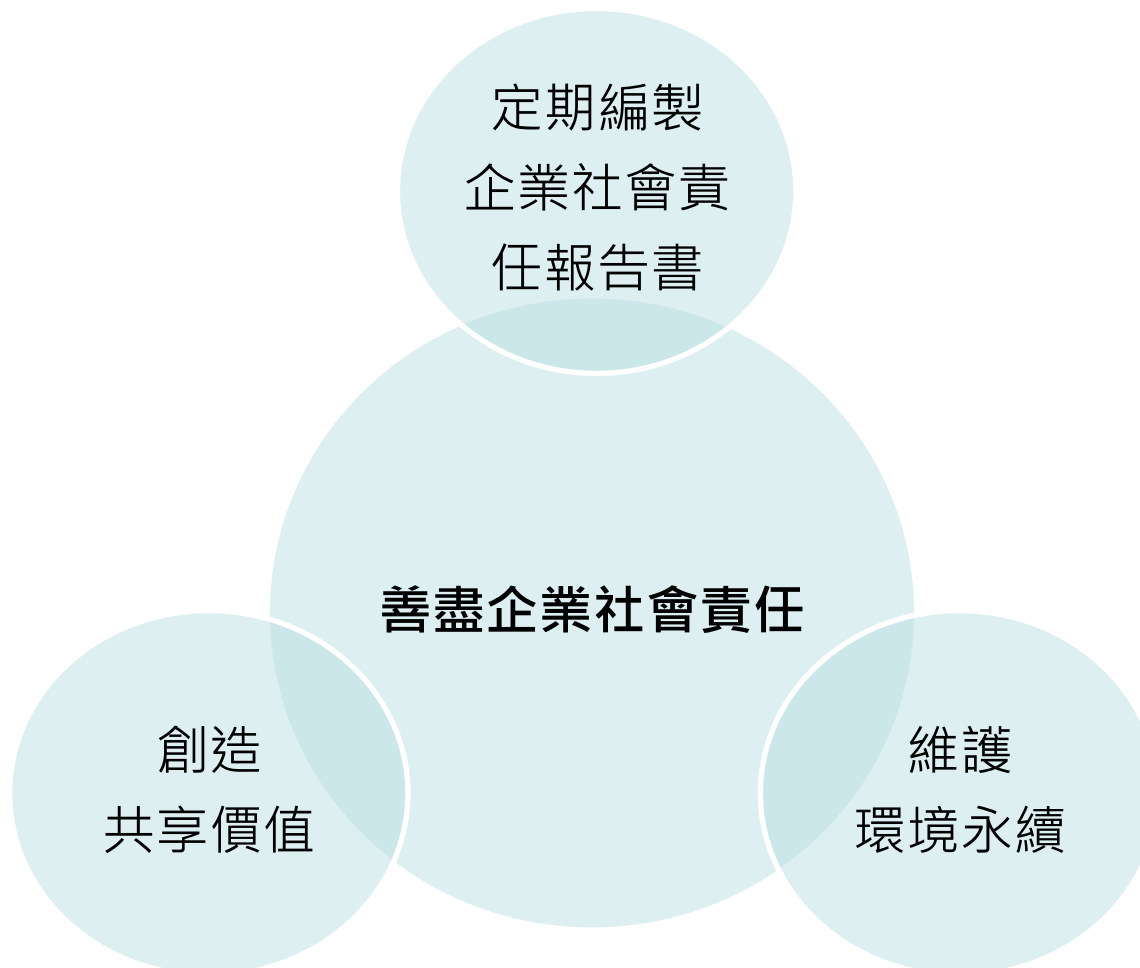 定期編製
企業社會責
任報告書
善盡企業社會責任
創造
共享價值
維護
環境永續